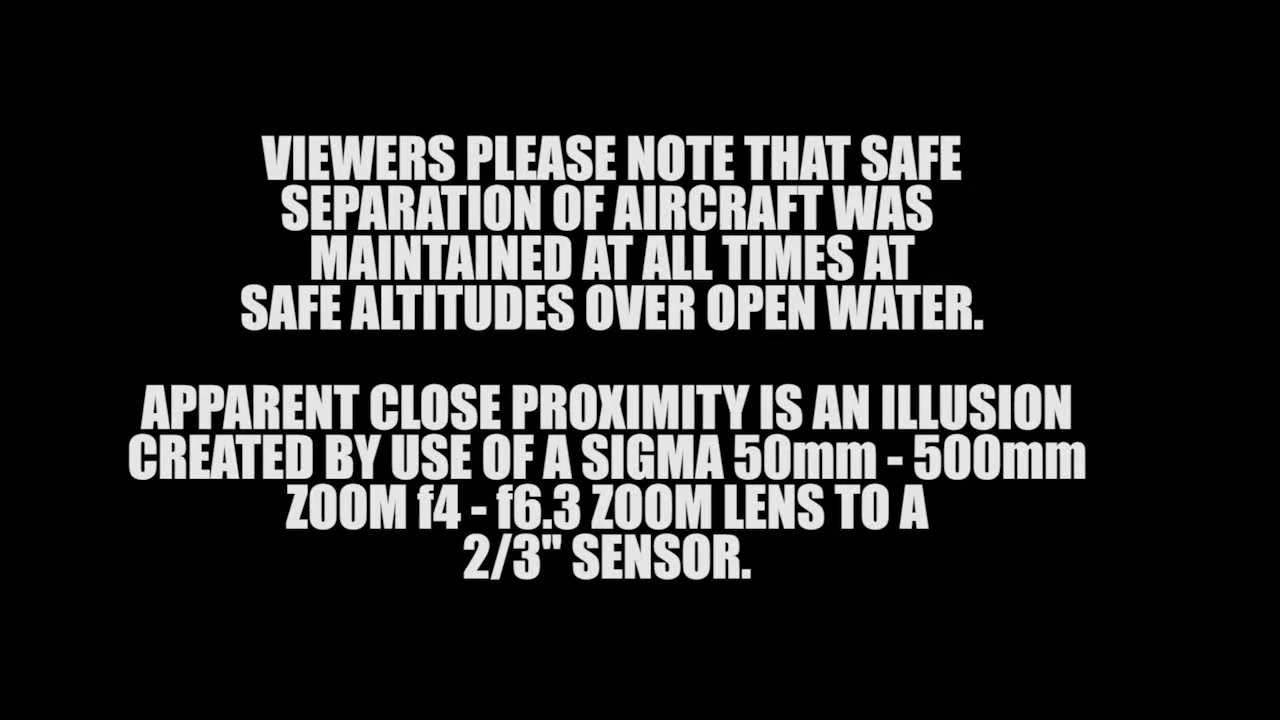 VIEWERS PLEASE NOTE THAT SAFE
SEPARATION OF AIRCRAFT WAS
MAINTAINED AT ALL TIMES AT
SAFE ALTITUDES OVER OPEN WATER.
APPARENT CLOSE PROXIMITY IS AN ILLUSION
CREATED BY USE OF A SIGMA 50mm - 500mm
ZOOM f4 - f6.3 ZOOM LENS TO A
2/3" SENSOR.